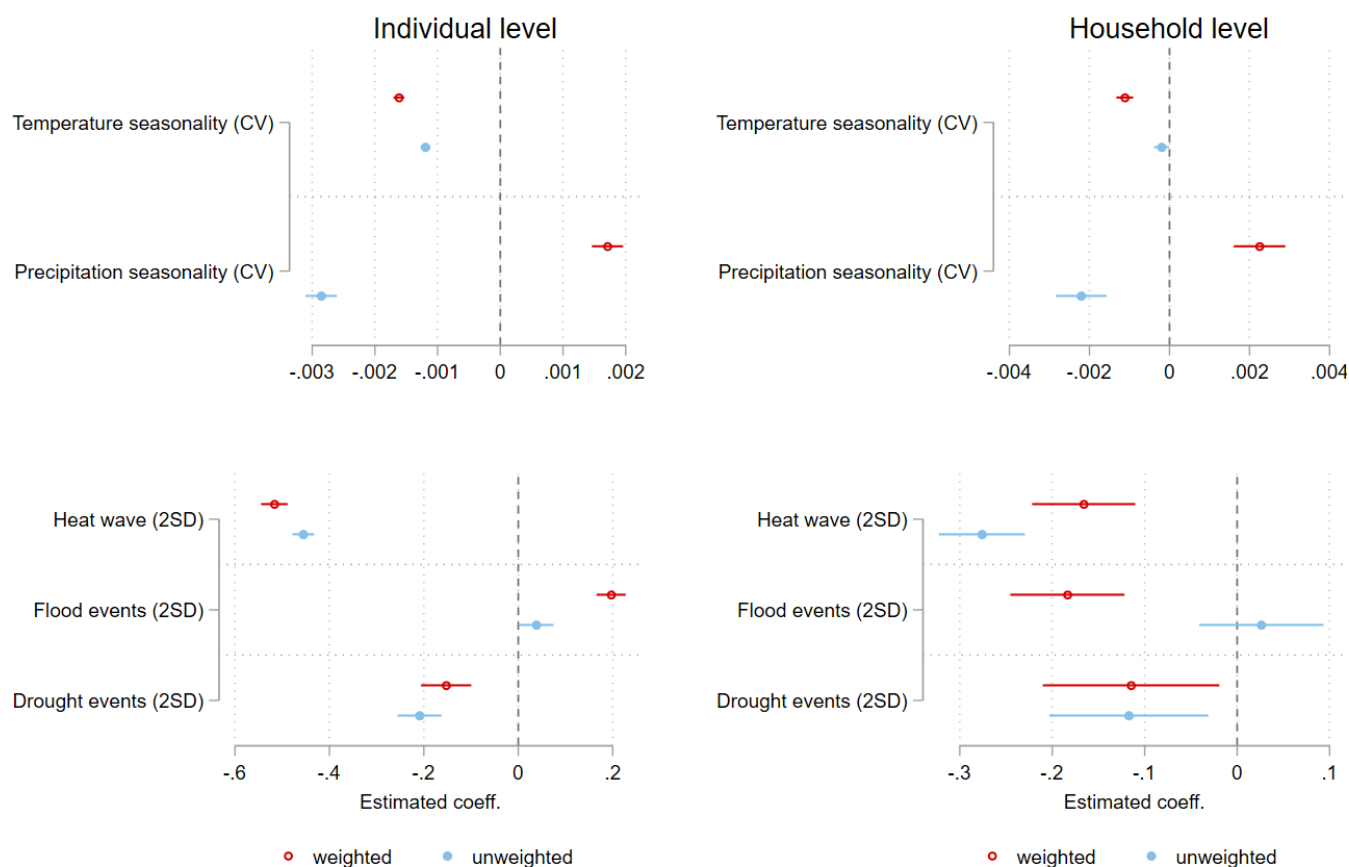 Individual level
Temperature seasonality (CV)
Precipitation seasonality (CV)
-.003 -.002 -.001 0 .001 .002
Household level
Temperature seasonality (CV)
Precipitation seasonality (CV)
-.004 -.002 0 .002 .004
Heat wave (2SD)
Flood events (2SD)
Drought events (2SD)
-.6 -.4 -.2 0 .2
Estimated coeff.
weighted unweighted
Heat wave (2SD)
Flood events (2SD)
Drought events (2SD)
-.3 -.2 -.1 0 .1
Estimated coeff.
weighted unweighted